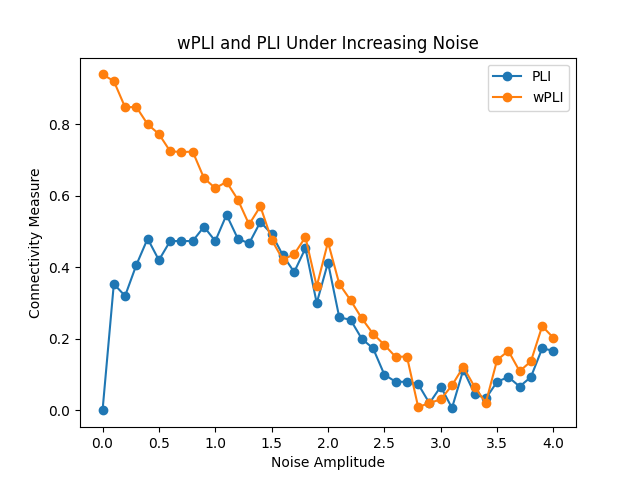 wPLI and PLI Under Increasing Noise
PLI
wPLI
Connectivity Measure
0.8
0.6
0.4
0.2
0.0
0.0 0.5 1.0 1.5 2.0 2.5 3.0 3.5 4.0
Noise Amplitude